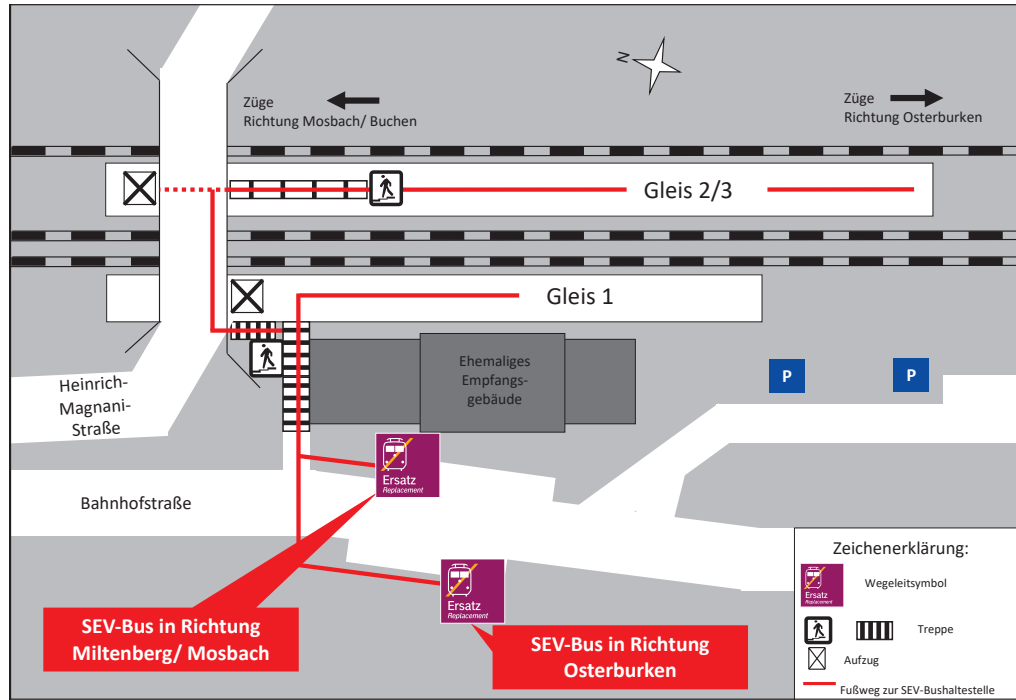 N
Züge
Richtung Mosbach/ Buchen
Züge
Richtung Osterburken
Gleis 2/3
Gleis 1
Ehemaliges
Empfangs-
gebäude
P
P
Heinrich-
Magnani-
Straße
Ersatz
Replacement
Bahnhofstraße
Ersatz
Replacement
SEV-Bus in Richtung
Miltenberg/ Mosbach
SEV-Bus in Richtung
Osterburken
Zeichenerklärung:
Ersatz
Replacement
Wegeleitsymbol
Treppe
Aufzug
Fußweg zur SEV-Bushaltestelle